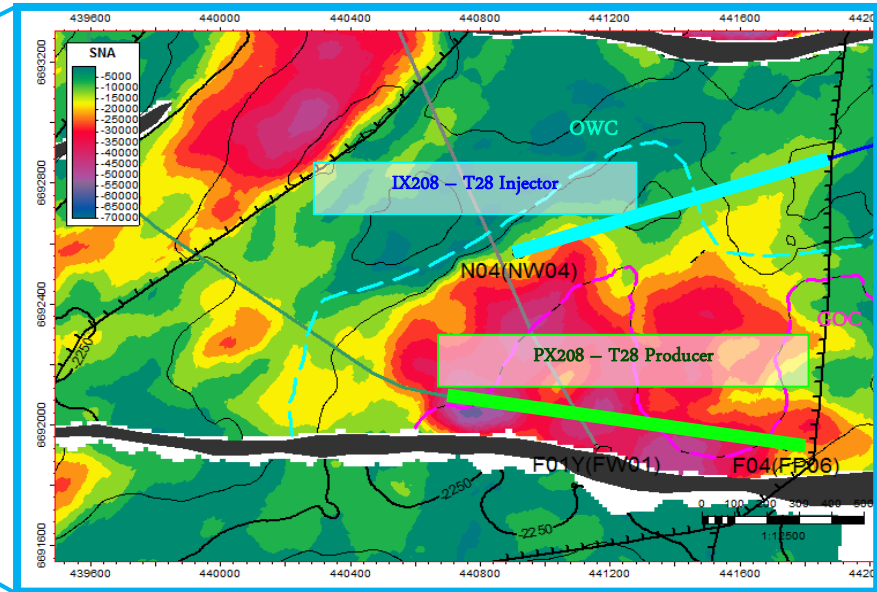 439600 440000 440400 440800 441200 441600 4420
6693200
SNA
-5000
-10000
-15000
-20000
-25000
-30000
-35000
-40000
-45000
-50000
-55000
-60000
-65000
-70000
OWC
6692800
IX208 – T28 Injector
N04(NW04)
6692400
GOC
-2250
PX208 – T28 Producer
6692000
F01Y(FW01)
F04(FP06)
-2250
-2250
0 100 200 300 400 500
1:12500
6691600
439600 440000 440400 440800 441200 441600 4420